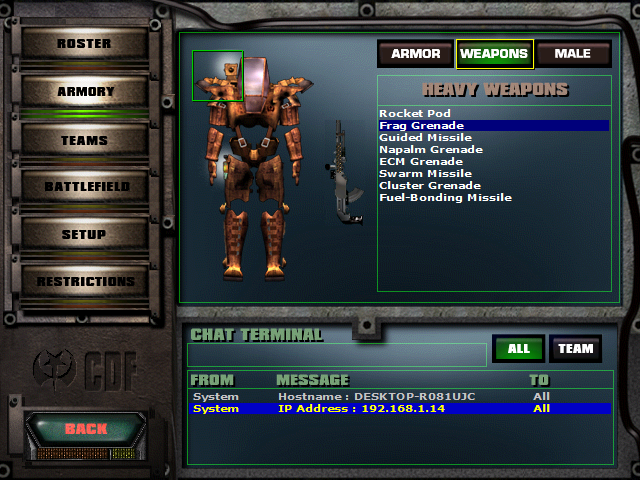 ROSTER
ARMORY
TEAMS
BATTLEFIELD
SETUP
RESTRICTIONS
CDF
BACK
ARMOR WEAPONS MALE
HEAVY WEAPONS
Rocket Pod
Frag Grenade
Guided Missile
Napalm Grenade
ECM Grenade
Swarm Missile
Cluster Grenade
Fuel-Bonding Missile
CHAT TERMINAL
ALL TEAM
FROM MESSAGE TO
System Hostname : DESKTOP-R081UJC All
System IP Address : 192.168.1.14 All